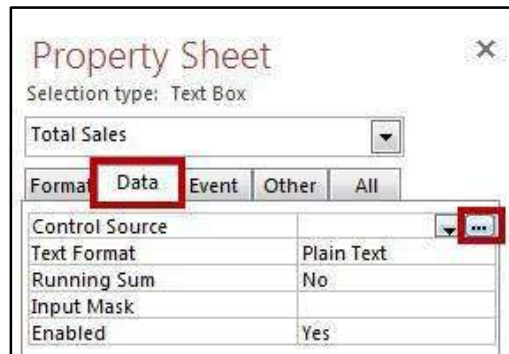 Property Sheet
Selection type: Text Box
Total Sales
Format Data Event Other All
Control Source ...
Text Format Plain Text
Running Sum No
Input Mask
Enabled Yes